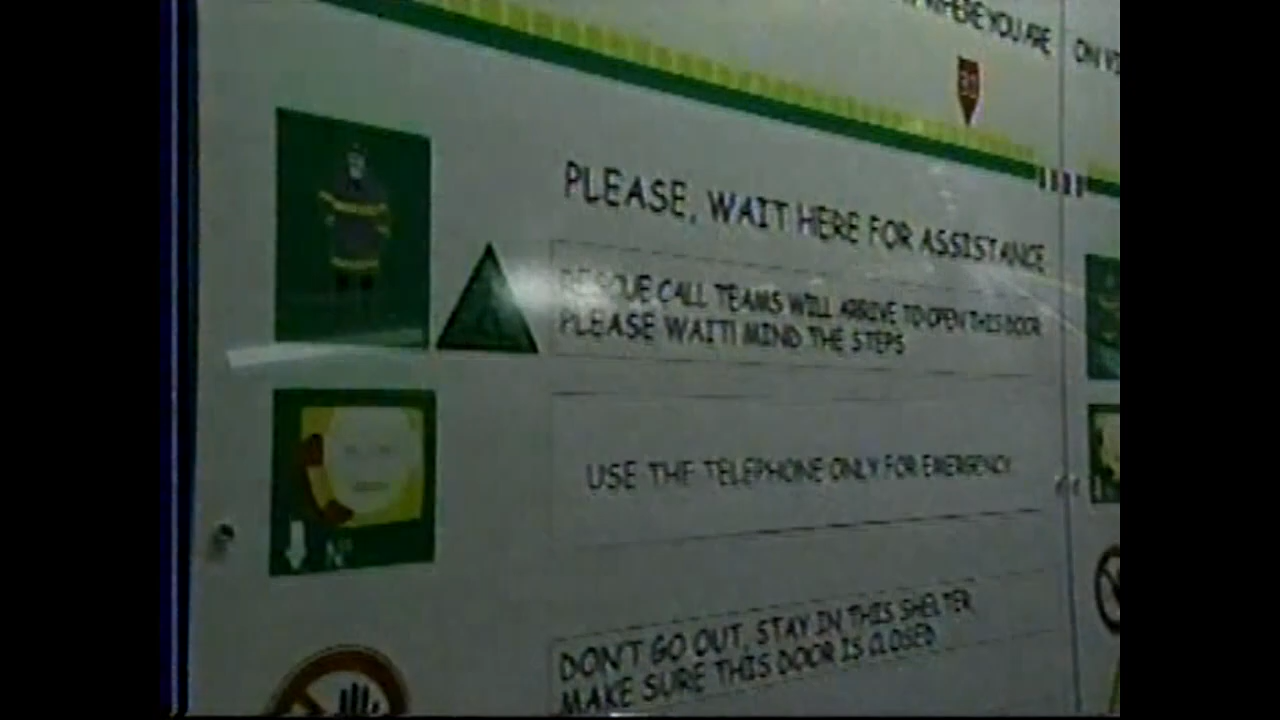 WHERE YOU ARE
ON
PLEASE, WAIT HERE FOR ASSISTANCE
RESCUE CALL TEAMS WILL ARRIVE TO OPEN THIS DOOR
PLEASE WAIT! MIND THE STEPS
USE THE TELEPHONE ONLY FOR EMERGENCY
N°
DON'T GO OUT, STAY IN THIS SHELTER
MAKE SURE THIS DOOR IS CLOSED